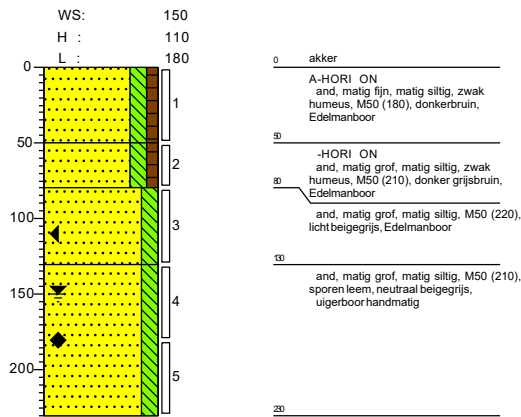 WS: 150
H : 110
L : 180
0
50
100
150
200
1
2
3
4
5
0 akker
A-HORI ON
and, matig fijn, matig siltig, zwak
humeus, M50 (180), donkerbruin,
Edelmanboor
50
-HORI ON
and, matig grof, matig siltig, zwak
humeus, M50 (210), donker grijsbruin,
80
Edelmanboor
and, matig grof, matig siltig, M50 (220),
licht beigegrijs, Edelmanboor
130
and, matig grof, matig siltig, M50 (210),
sporen leem, neutraal beigegrijs,
uigerboor handmatig
230